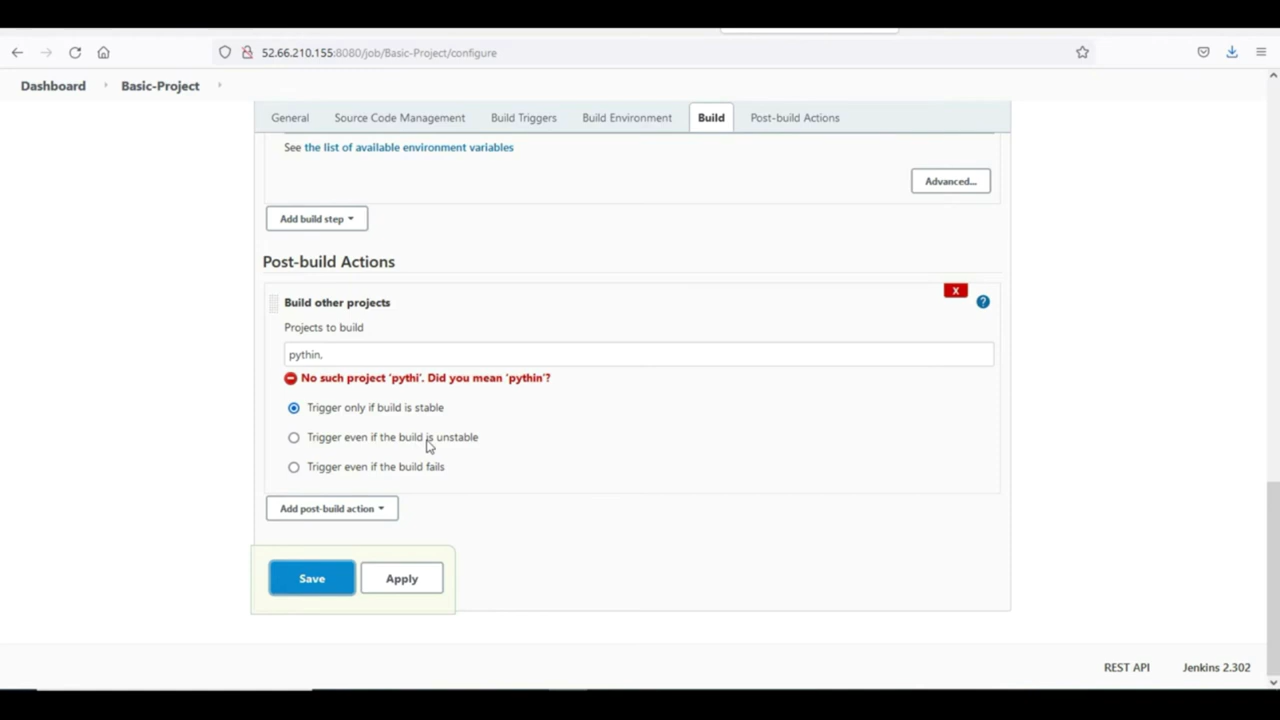 52.66.210.155:8080/job/Basic-Project/configure
Dashboard Basic-Project
General Source Code Management Build Triggers Build Environment Build Post-build Actions
See the list of available environment variables
Advanced...
Add build step
Post-build Actions
X
Build other projects
?
Projects to build
pythin,
No such project ‘pythi’. Did you mean ‘pythin’?
Trigger only if build is stable
Trigger even if the build is unstable
Trigger even if the build fails
Add post-build action
Save Apply
REST API Jenkins 2.302